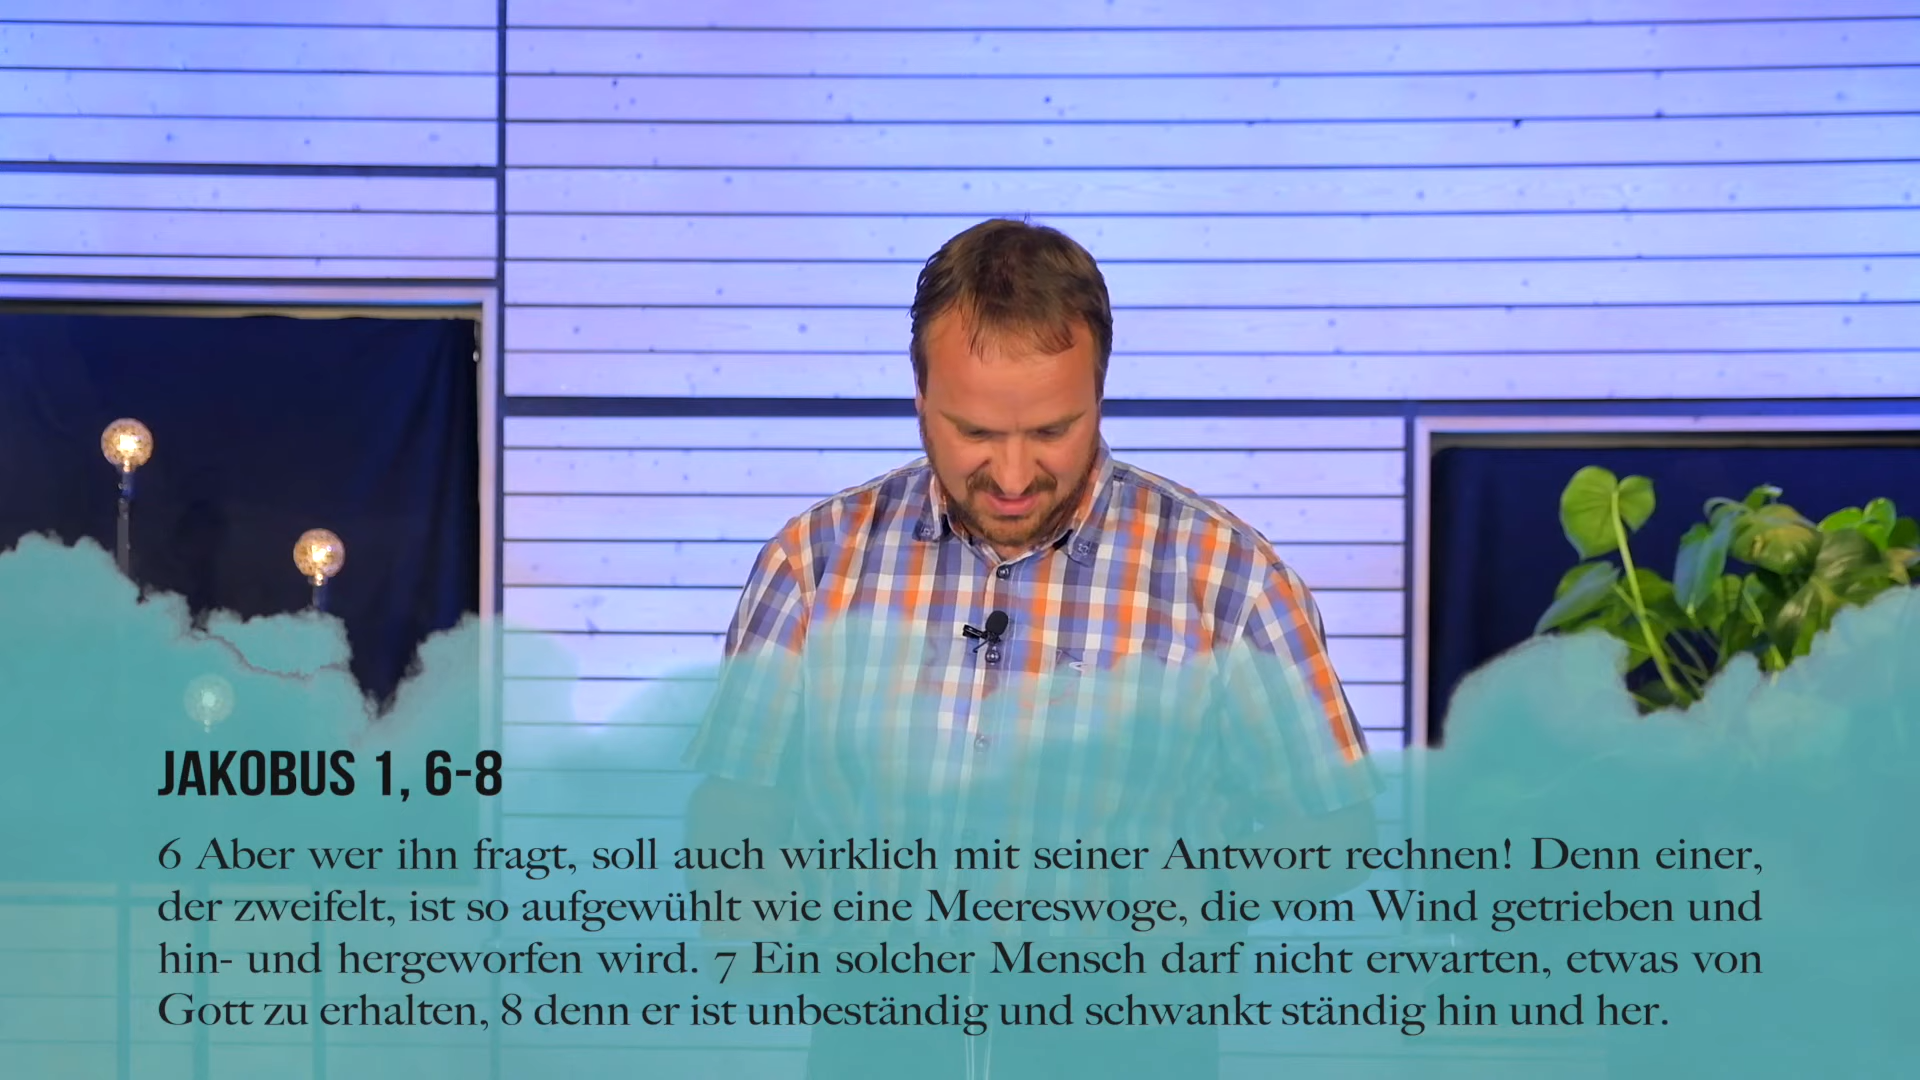 JAKOBUS 1, 6-8
6 Aber wer ihn fragt, soll auch wirklich mit seiner Antwort rechnen! Denn einer,
der zweifelt, ist so aufgewühlt wie eine Meereswoge, die vom Wind getrieben und
hin- und hergeworfen wird. 7 Ein solcher Mensch darf nicht erwarten, etwas von
Gott zu erhalten, 8 denn er ist unbeständig und schwankt ständig hin und her.